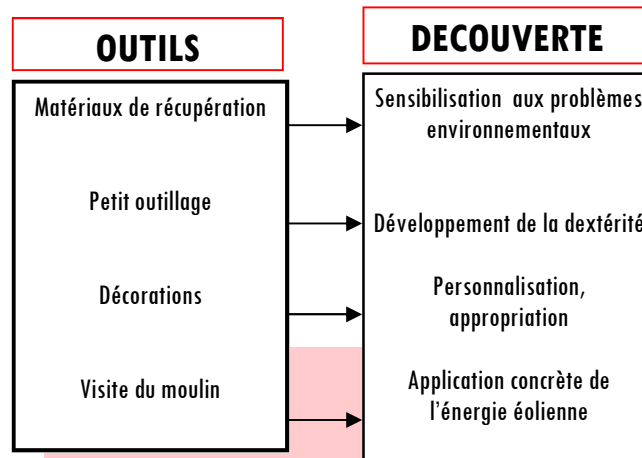 OUTILS
Matériaux de récupération
Petit outillage
Décorations
Visite du moulin
DECOUVERTE
Sensibilisation aux problèmes
environnementaux
Développement de la dextérité
Personnalisation,
appropriation
Application concrète de
l'énergie éolienne